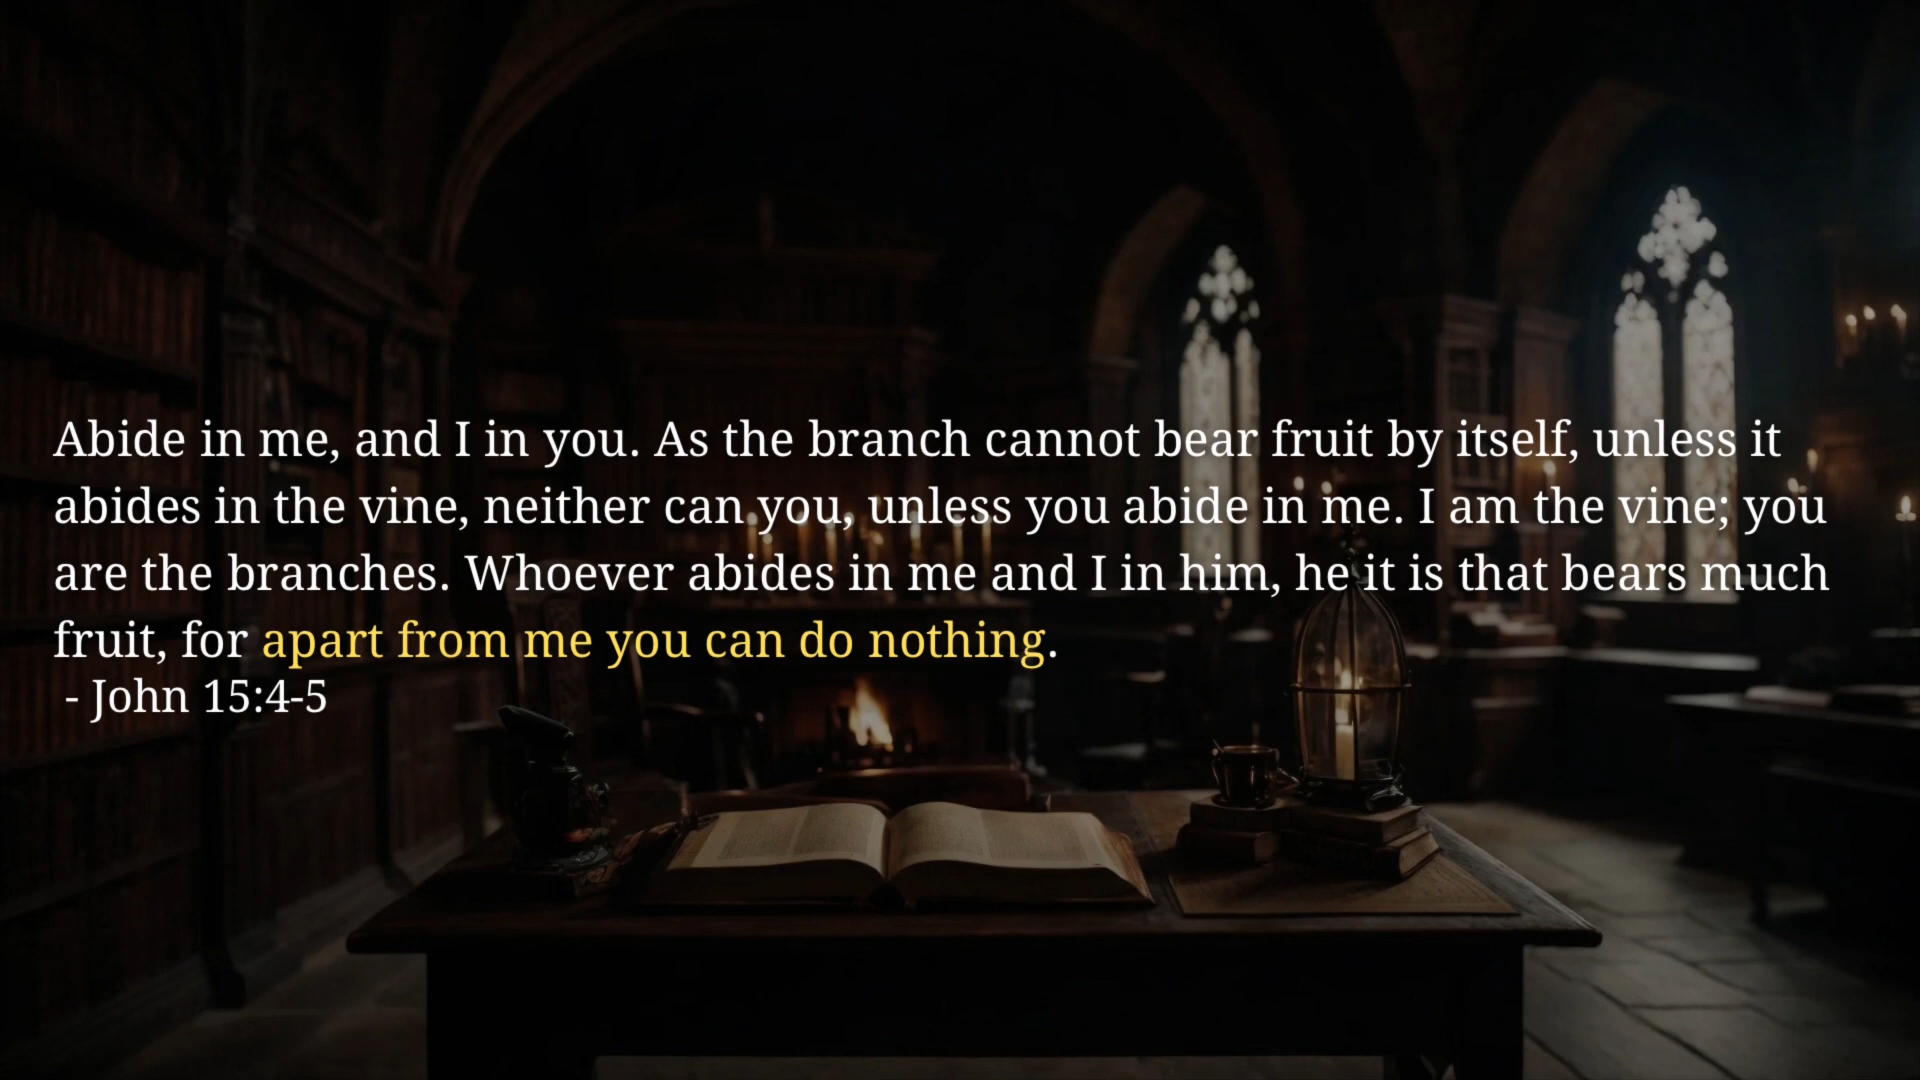 Abide in me, and I in you. As the branch cannot bear fruit by itself, unless it
abides in the vine, neither can you, unless you abide in me. I am the vine; you
are the branches. Whoever abides in me and I in him, he it is that bears much
fruit, for apart from me you can do nothing.
- John 15:4-5